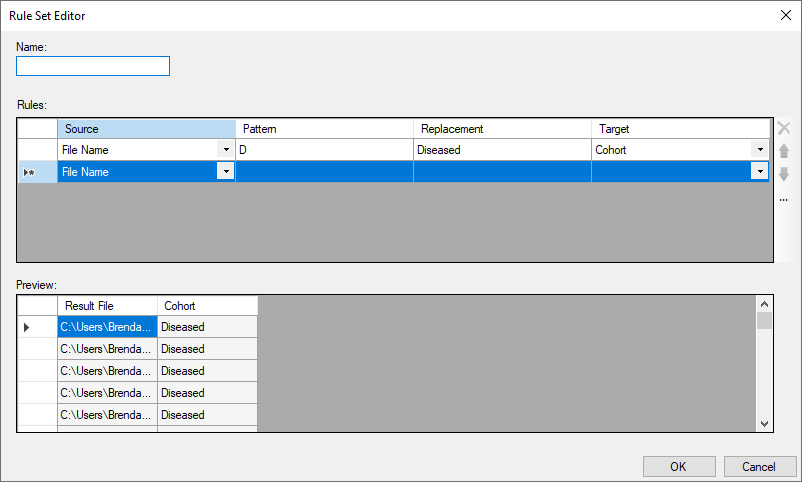 Rule Set Editor
Name:
Rules:
Source Pattern Replacement Target
File Name D Diseased Cohort
File Name
...
Preview:
Result File Cohort
C:\Users\Brenda... Diseased
C:\Users\Brenda... Diseased
C:\Users\Brenda... Diseased
C:\Users\Brenda... Diseased
C:\Users\Brenda... Diseased
OK Cancel